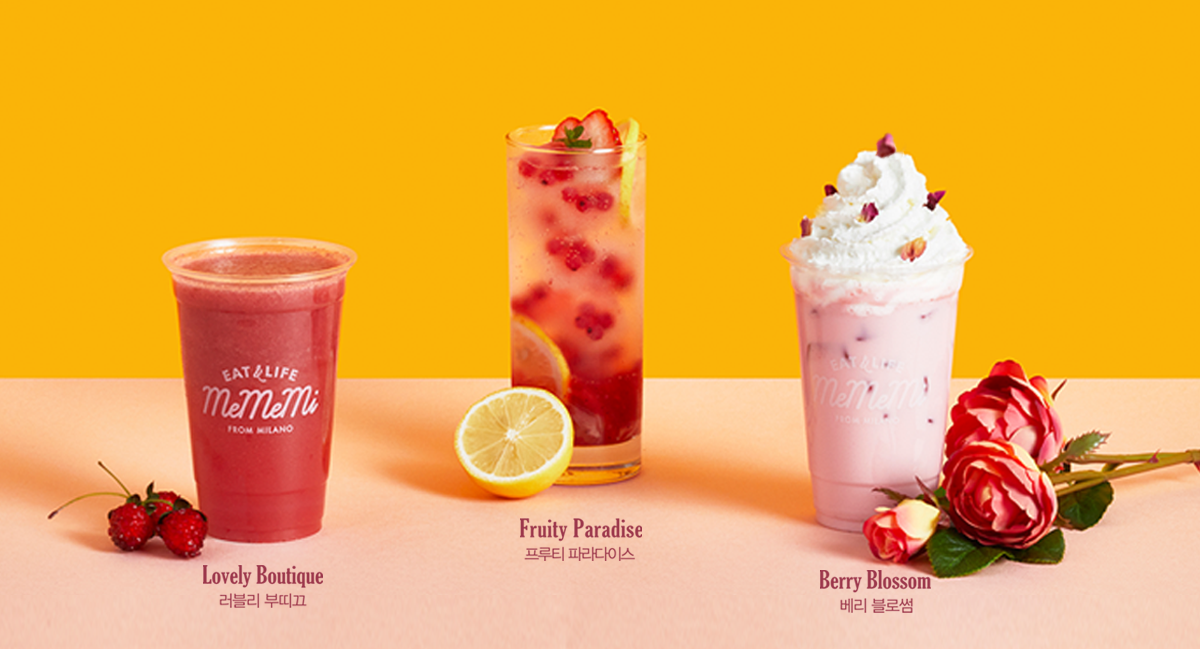 EAT & LIFE
MeMeMi
FROM MILANO
Lovely Boutique
러블리 부띠끄
Fruity Paradise
프루티 파라다이스
EAT & LIFE
MeMeMi
FROM MILANO
Berry Blossom
베리 블로썸